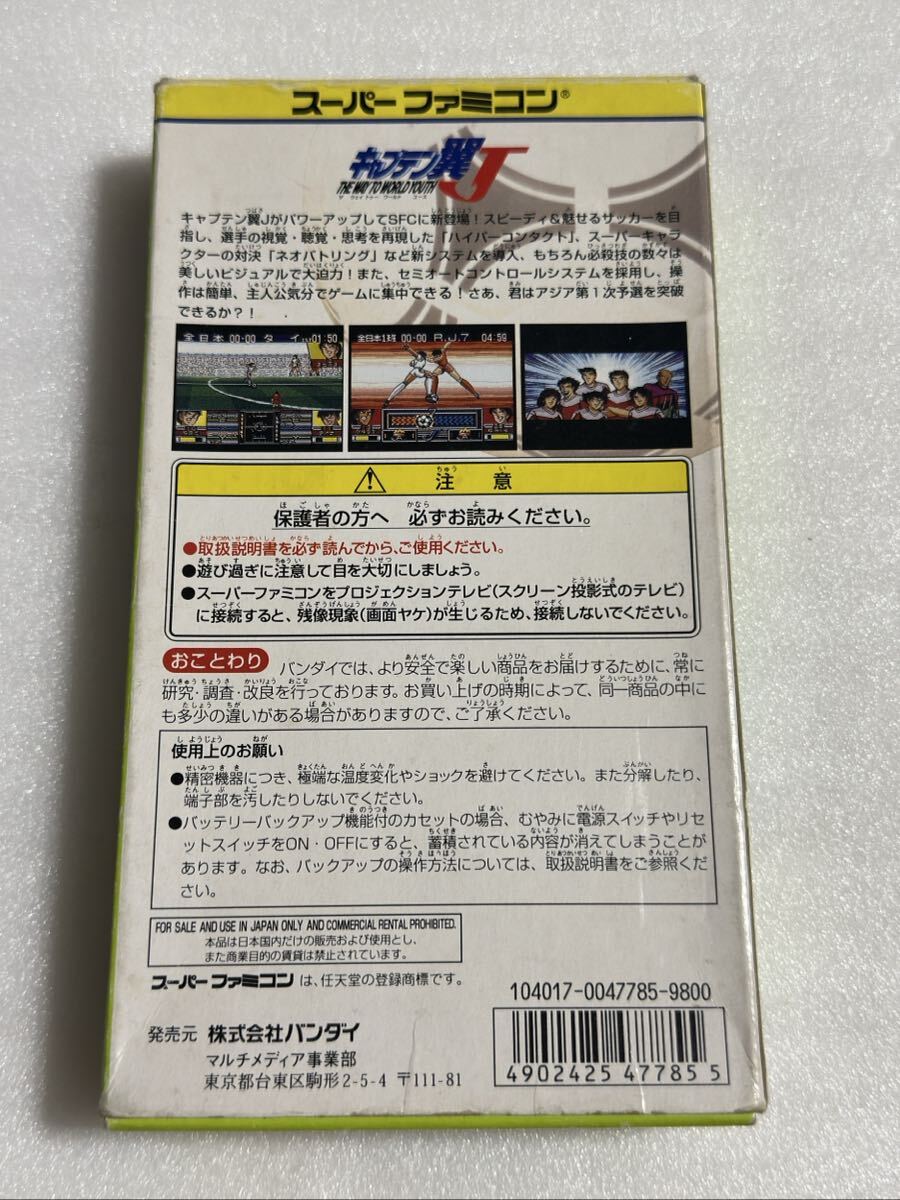 スーパーファミコン®
キャプテン翼J
THE WAY TO WORLD YOUTH
ザ ウェイ トゥー ワールド ユース
キャプテン翼JがパワーアップしてSFCに新登場！スピーディ&魅せるサッカーを目
指し、選手の視覚・聴覚・思考を再現した「ハイパーコンタクト」、スーパーキャラ
クターの対決「ネオバトリング」など新システムを導入、もちろん必殺技の数々は
美しいビジュアルで大迫力！また、セミオートコントロールシステムを採用し、操
作は簡単、主人公気分でゲームに集中できる！さあ、君はアジア第1次予選を突破
できるか？！
全日本 00-00 タイ 01:50
全日本 00-00 R.J.7 04:59
注意
保護者の方へ 必ずお読みください。
●取扱説明書を必ず読んでから、ご使用ください。
●遊び過ぎに注意して目を大切にしましょう。
●スーパーファミコンをプロジェクションテレビ(スクリーン投影式のテレビ)
に接続すると、残像現象(画面ヤケ)が生じるため、接続しないでください。
おことわり バンダイでは、より安全で楽しい商品をお届けするために、常に
研究・調査・改良を行っております。お買い上げの時期によって、同一商品の中に
も多少の違いがある場合がありますので、ご了承ください。
使用上のお願い
●精密機器につき、極端な温度変化やショックを避けてください。また分解したり、
端子部を汚したりしないでください。
●バッテリーバックアップ機能付のカセットの場合、むやみに電源スイッチやリセ
ットスイッチをON・OFFにすると、蓄積されている内容が消えてしまうことが
あります。なお、バックアップの操作方法については、取扱説明書をご参照くだ
さい。
FOR SALE AND USE IN JAPAN ONLY AND COMMERCIAL RENTAL PROHIBITED.
本品は日本国内だけの販売および使用とし、
また商業目的の賃貸は禁止されています。
スーパーファミコン は、任天堂の登録商標です。
104017-0047785-9800
発売元 株式会社バンダイ
マルチメディア事業部
東京都台東区駒形2-5-4 〒111-81
4902425 477855